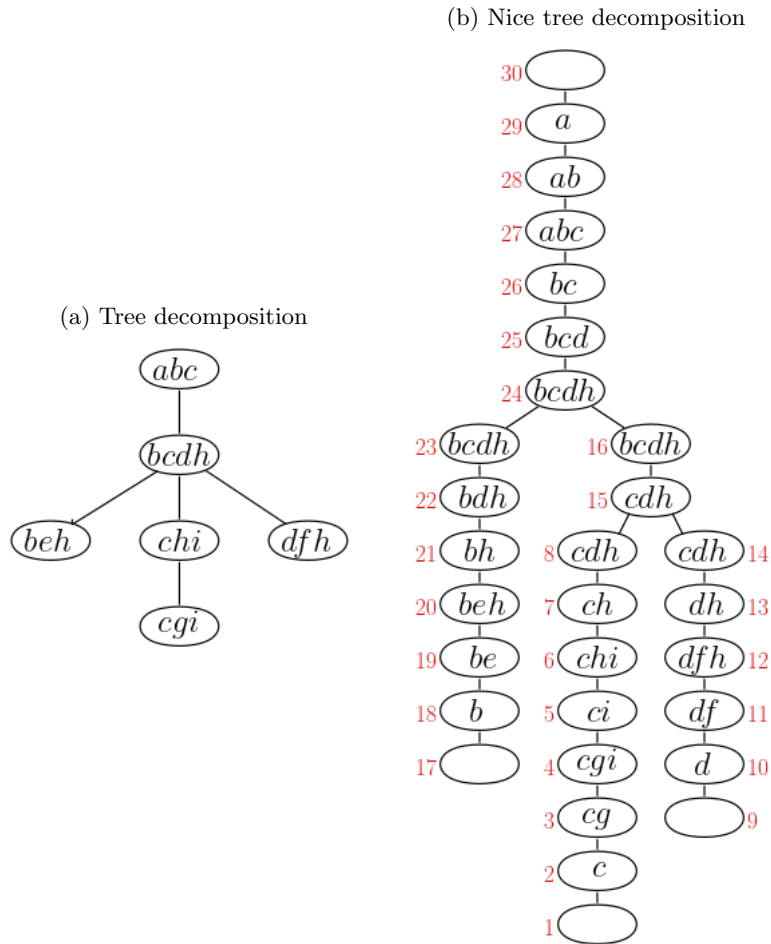 (b) Nice tree decomposition
30
29 a
28 ab
27 abc
26 bc
(a) Tree decomposition
25 bcd
abc
24 bcdh
23 bcdh 16 bcdh
bcdh
22 bdh 15 cdh
beh chi dfh
21 bh 8 cdh cdh 14
20 beh 7 ch dh 13
cgi
19 be 6 chi dfh 12
18 b 5 ci df 11
17 4 cgi d 10
3 cg 9
2 c
1